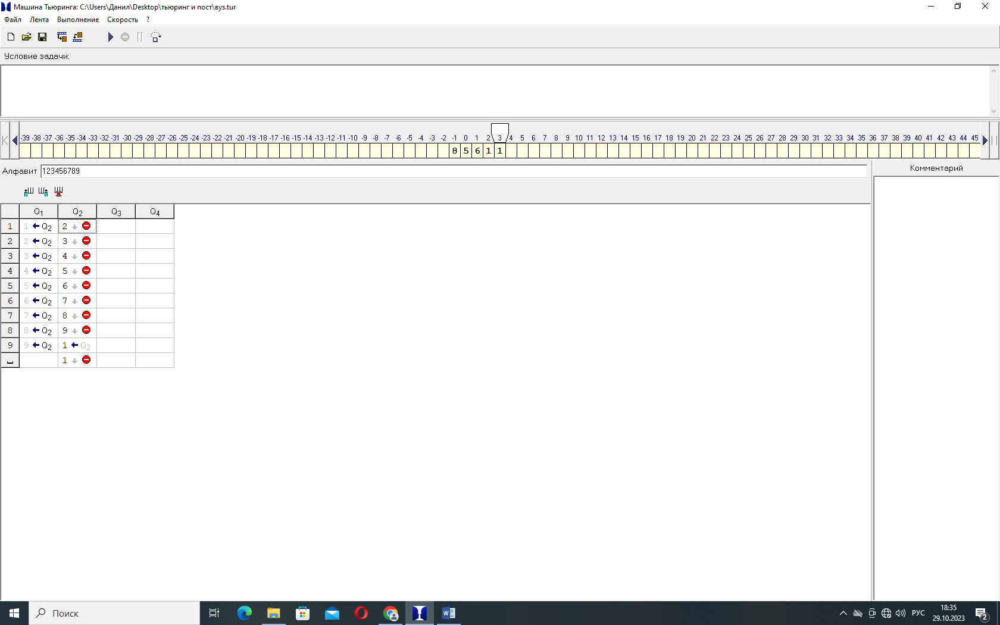 Машина Тьюринга: C:\Users\Данил\Desktop\тьюринг и пост\вуз.tur
Файл Лента Выполнение Скорость ?
Условие задачи:
-39 -38 -37 -36 -35 -34 -33 -32 -31 -30 -29 -28 -27 -26 -25 -24 -23 -22 -21 -20 -19 -18 -17 -16 -15 -14 -13 -12 -11 -10 -9 -8 -7 -6 -5 -4 -3 -2 -1 0 1 2 3 4 5 6 7 8 9 10 11 12 13 14 15 16 17 18 19 20 21 22 23 24 25 26 27 28 29 30 31 32 33 34 35 36 37 38 39 40 41 42 43 44 45
8 5 6 1 1
Алфавит 123456789
Комментарий
Q1 Q2 Q3 Q4
1 1 ← Q2 2 ↓
2 2 ← Q2 3 ↓
3 3 ← Q2 4 ↓
4 4 ← Q2 5 ↓
5 5 ← Q2 6 ↓
6 6 ← Q2 7 ↓
7 7 ← Q2 8 ↓
8 8 ← Q2 9 ↓
9 9 ← Q2 1 ← Q2
␣ 1 ↓
Поиск
РУС
18:35
29.10.2023
2